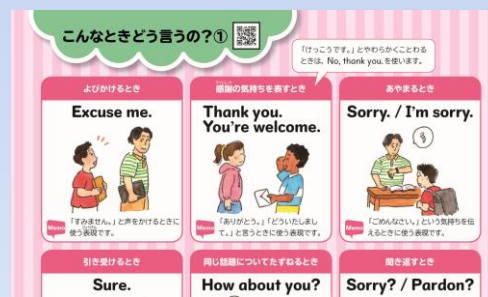 こんなときどう言うの?①
「けっこうです。」とやわらかくことわる
ときは、No, thank you.を使います。
よびかけるとき
Excuse me.
Memo 「すみません。」と声をかけるときに
使う表現です。
かんしゃ
感謝の気持ちを表すとき
Thank you.
You're welcome.
Memo 「ありがとう。」「どういたしまし
て。」と言うときに使う表現です。
あやまるとき
Sorry. / I'm sorry.
Memo 「ごめんなさい。」という気持ちを伝
えるときに使う表現です。
引き受けるとき
Sure.
同じ話題についてたずねるとき
How about you?
聞き返すとき
Sorry? / Pardon?